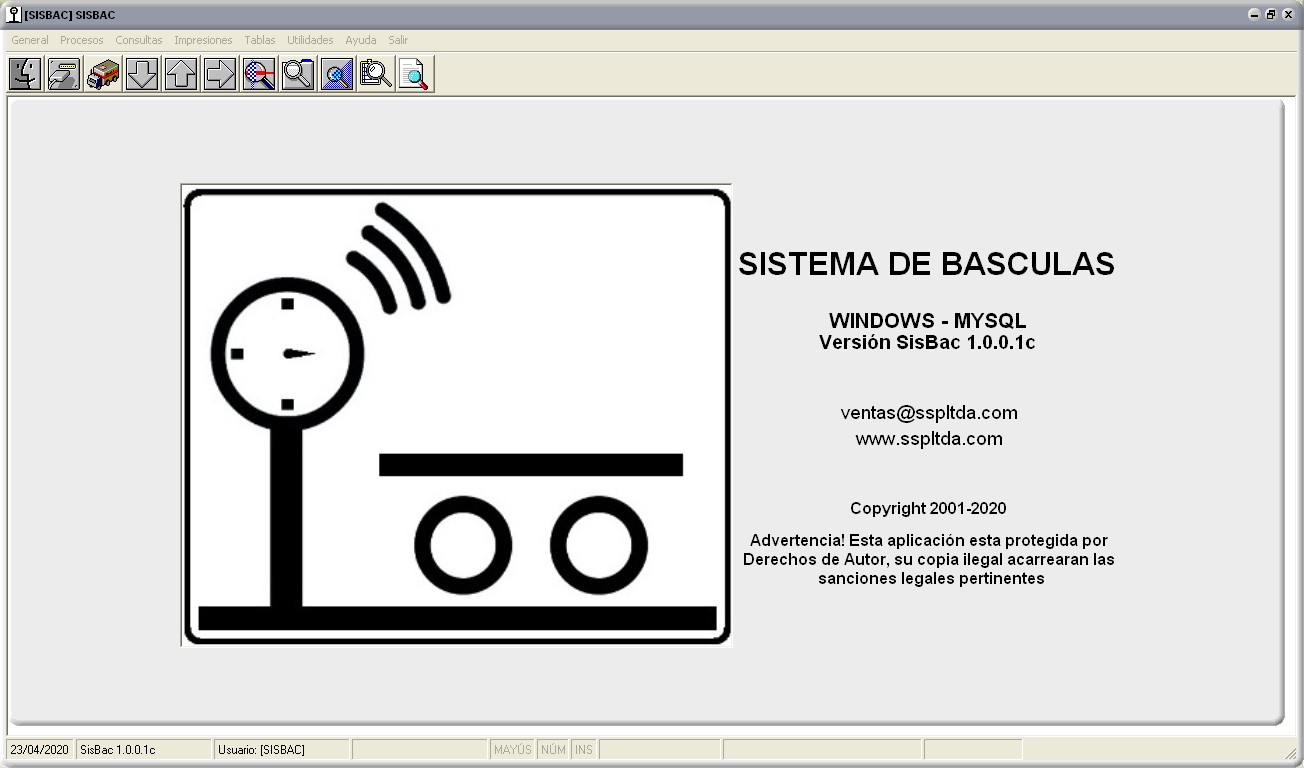 [SISBAC] SISBAC
General Procesos Consultas Impresiones Tablas Utilidades Ayuda Salir
SISTEMA DE BASCULAS
WINDOWS - MYSQL
Versión SisBac 1.0.0.1c
ventas@sspltda.com
www.sspltda.com
Copyright 2001-2020
Advertencia! Esta aplicación esta protegida por
Derechos de Autor, su copia ilegal acarrearan las
sanciones legales pertinentes
23/04/2020 SisBac 1.0.0.1c Usuario: [SISBAC] MAYÚS NÚM INS